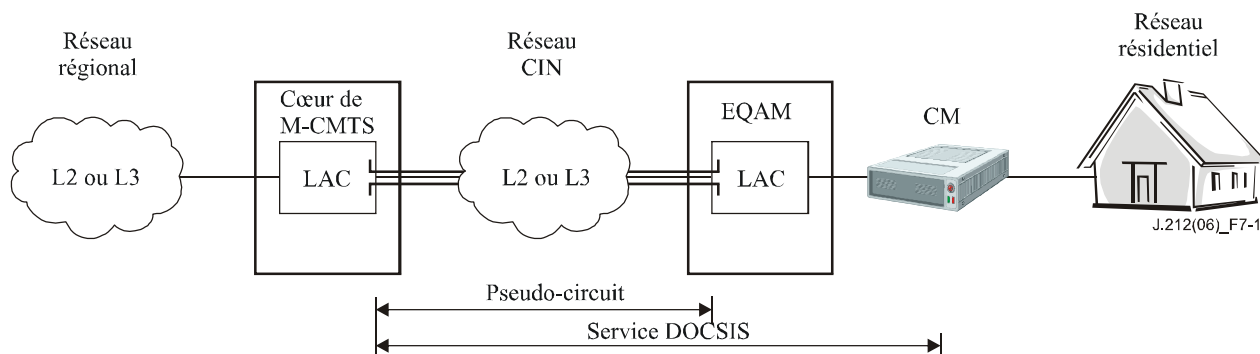 Réseau
régional
Réseau
CIN
Réseau
résidentiel
Cœur de
M-CMTS
EQAM
CM
L2 ou L3
LAC
L2 ou L3
LAC
J.212(06)_F7-1
Pseudo-circuit
Service DOCSIS